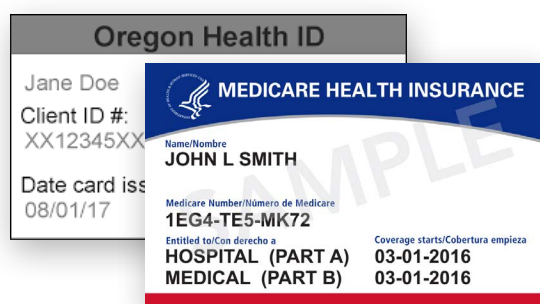 Oregon Health ID
Jane Doe
Client ID #:
XX12345XX
Date card iss
08/01/17
MEDICARE HEALTH INSURANCE
SAMPLE
Name/Nombre
JOHN L SMITH
Medicare Number/Número de Medicare
1EG4-TE5-MK72
Entitled to/Con derecho a Coverage starts/Cobertura empieza
HOSPITAL (PART A) 03-01-2016
MEDICAL (PART B) 03-01-2016